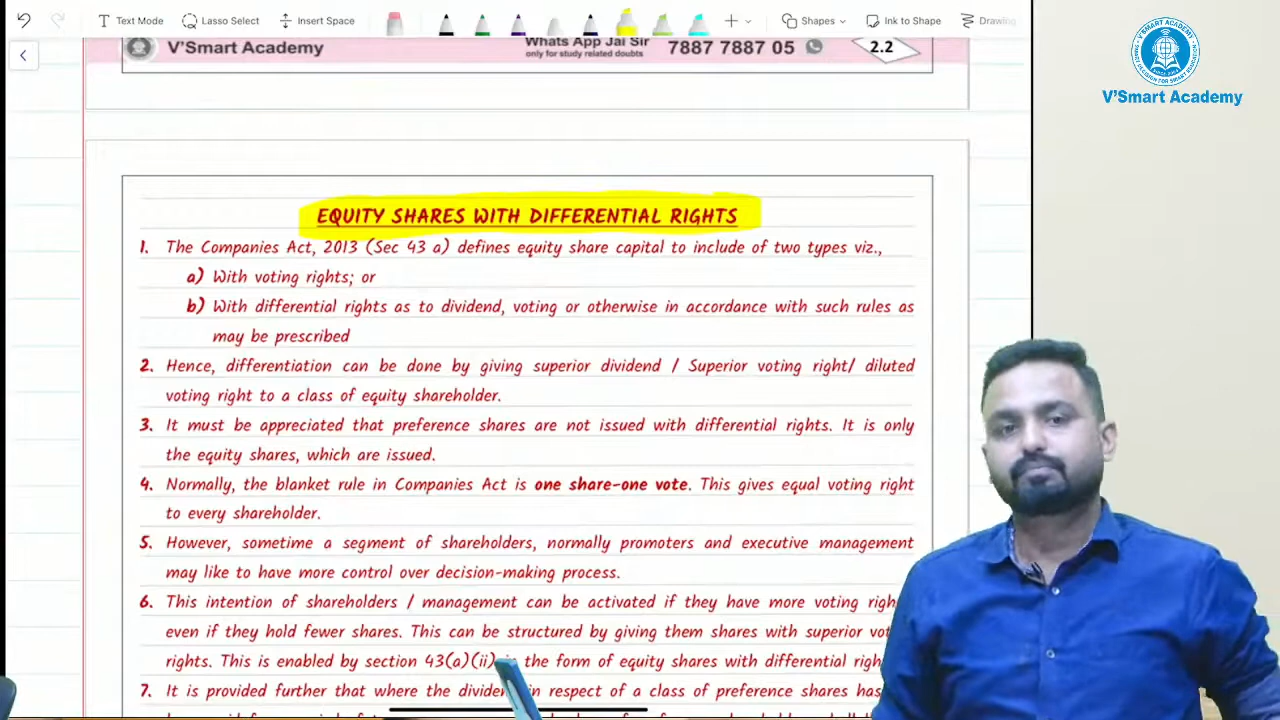 Text Mode Lasso Select Insert Space Shapes Ink to Shape Drawing
V'Smart Academy
Whats App Jai Sir
only for study related doubts
7887 7887 05
2.2
V'SMART ACADEMY
V'Smart Academy
EQUITY SHARES WITH DIFFERENTIAL RIGHTS
1. The Companies Act, 2013 (Sec 43 a) defines equity share capital to include of two types viz.,
a) With voting rights; or
b) With differential rights as to dividend, voting or otherwise in accordance with such rules as
may be prescribed
2. Hence, differentiation can be done by giving superior dividend / Superior voting right/ diluted
voting right to a class of equity shareholder.
3. It must be appreciated that preference shares are not issued with differential rights. It is only
the equity shares, which are issued.
4. Normally, the blanket rule in Companies Act is one share-one vote. This gives equal voting right
to every shareholder.
5. However, sometime a segment of shareholders, normally promoters and executive management
may like to have more control over decision-making process.
6. This intention of shareholders / management can be activated if they have more voting
even if they hold fewer shares. This can be structured by giving them shares with superior
rights. This is enabled by section 43(a)(ii) the form of equity shares with differential
7. It is provided further that where the in respect of a class of preference shares has